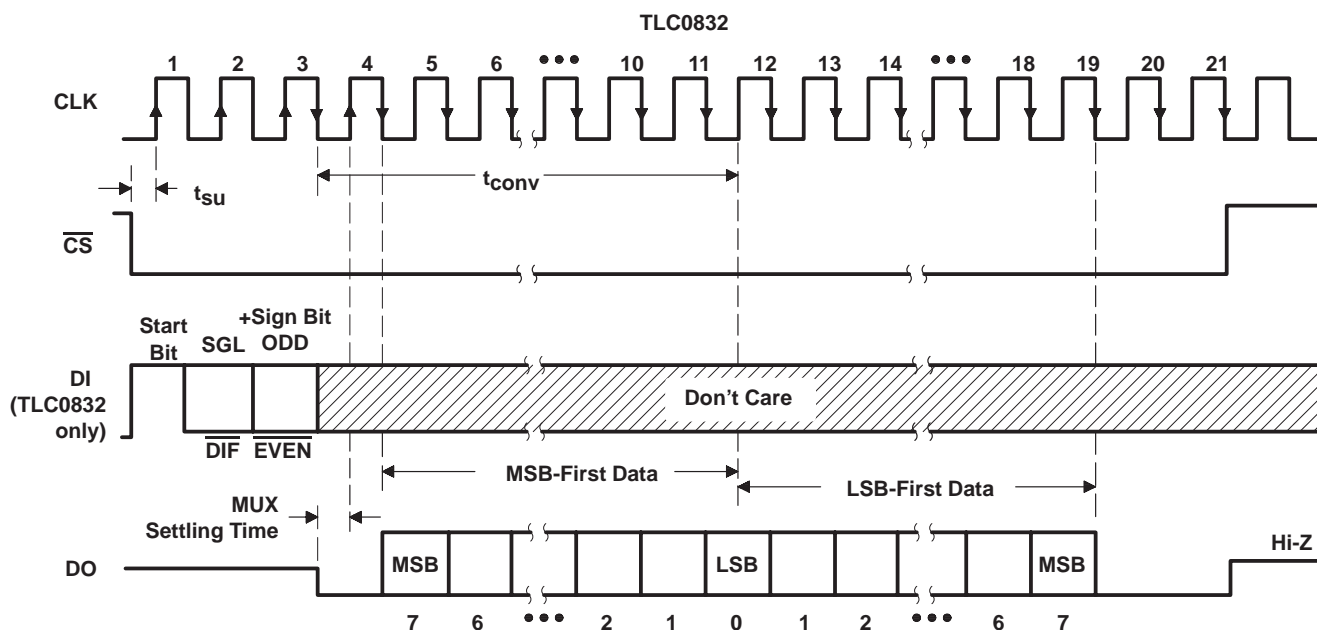 TLC0832
1 2 3 4 5 6 ••• 10 11 12 13 14 ••• 18 19 20 21
CLK
tsu
tconv
CS
Start
Bit
SGL
+Sign Bit
ODD
DI
(TLC0832
only)
Don't Care
DIF EVEN
MSB-First Data
LSB-First Data
MUX
Settling Time
Hi-Z
DO
MSB LSB MSB
7 6 ••• 2 1 0 1 2 ••• 6 7